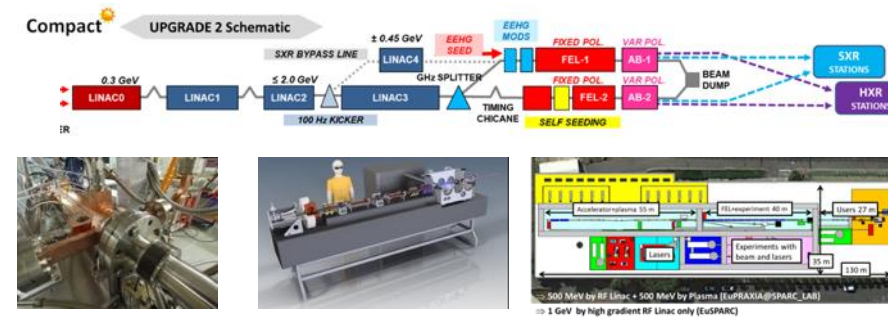 Compact
UPGRADE 2 Schematic
± 0.45 GeV
EEHG SEED
EEHG MODS
FIXED POL.
VAR POL.
SXR BYPASS LINE
LINAC4
GHz SPLITTER
FEL-1
AB-1
SXR STATIONS
0.3 GeV
≤ 2.0 GeV
LINAC0
LINAC1
LINAC2
LINAC3
FIXED POL.
VAR POL.
BEAM DUMP
FEL-2
AB-2
HXR STATIONS
ER
100 Hz KICKER
TIMING CHICANE
SELF SEEDING
Accelerator+plasma 55 m
FEL+experiment 40 m
Users 27 m
Lasers
Experiments with beam and lasers
35 m
130 m
⇒ 500 MeV by RF Linac + 500 MeV by Plasma (EuPRAXIA@SPARC_LAB)
⇒ 1 GeV by high gradient RF Linac only (EuSPARC)